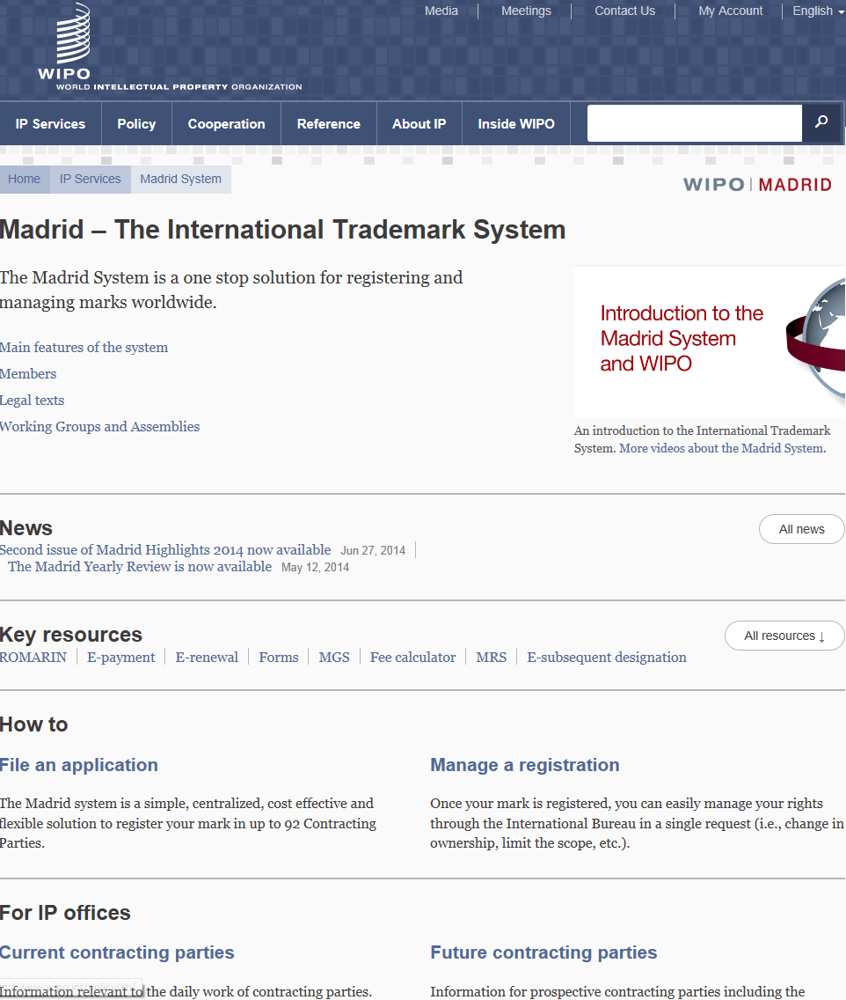 Media Meetings Contact Us My Account English
WIPO
WORLD INTELLECTUAL PROPERTY ORGANIZATION
IP Services Policy Cooperation Reference About IP Inside WIPO
Home IP Services Madrid System
WIPO | MADRID
Madrid – The International Trademark System
The Madrid System is a one stop solution for registering and
managing marks worldwide.
Main features of the system
Members
Legal texts
Working Groups and Assemblies
Introduction to the
Madrid System
and WIPO
An introduction to the International Trademark
System. More videos about the Madrid System.
News
All news
Second issue of Madrid Highlights 2014 now available Jun 27, 2014
The Madrid Yearly Review is now available May 12, 2014
Key resources
All resources ↓
ROMARIN E-payment E-renewal Forms MGS Fee calculator MRS E-subsequent designation
How to
File an application
The Madrid system is a simple, centralized, cost effective and
flexible solution to register your mark in up to 92 Contracting
Parties.
Manage a registration
Once your mark is registered, you can easily manage your rights
through the International Bureau in a single request (i.e., change in
ownership, limit the scope, etc.).
For IP offices
Current contracting parties
Information relevant to the daily work of contracting parties.
Future contracting parties
Information for prospective contracting parties including the